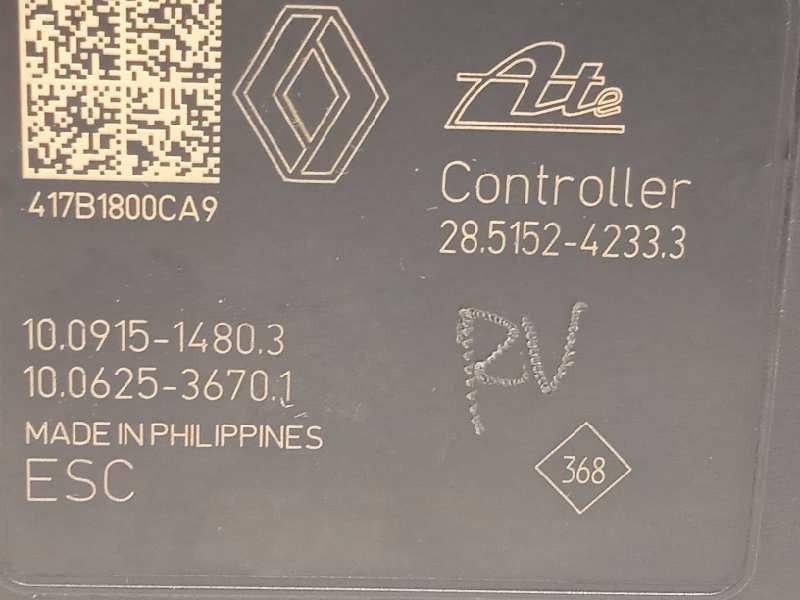 Ate
417B1800CA9
Controller
28.5152-4233.3
10.0915-1480.3
10.0625-3670.1
RV
MADE IN PHILIPPINES
ESC
368